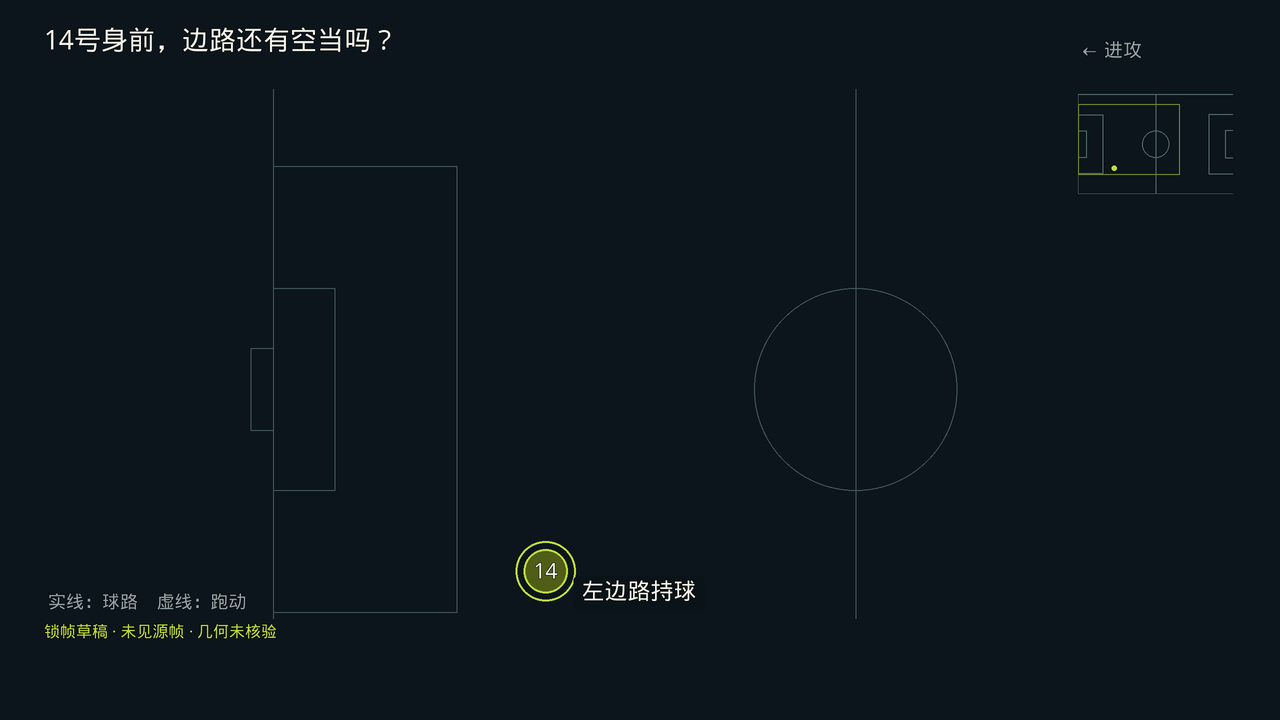 14号身前，边路还有空当吗？
← 进攻
14
左边路持球
实线：球路 虚线：跑动
锁帧草稿 · 未见源帧 · 几何未核验